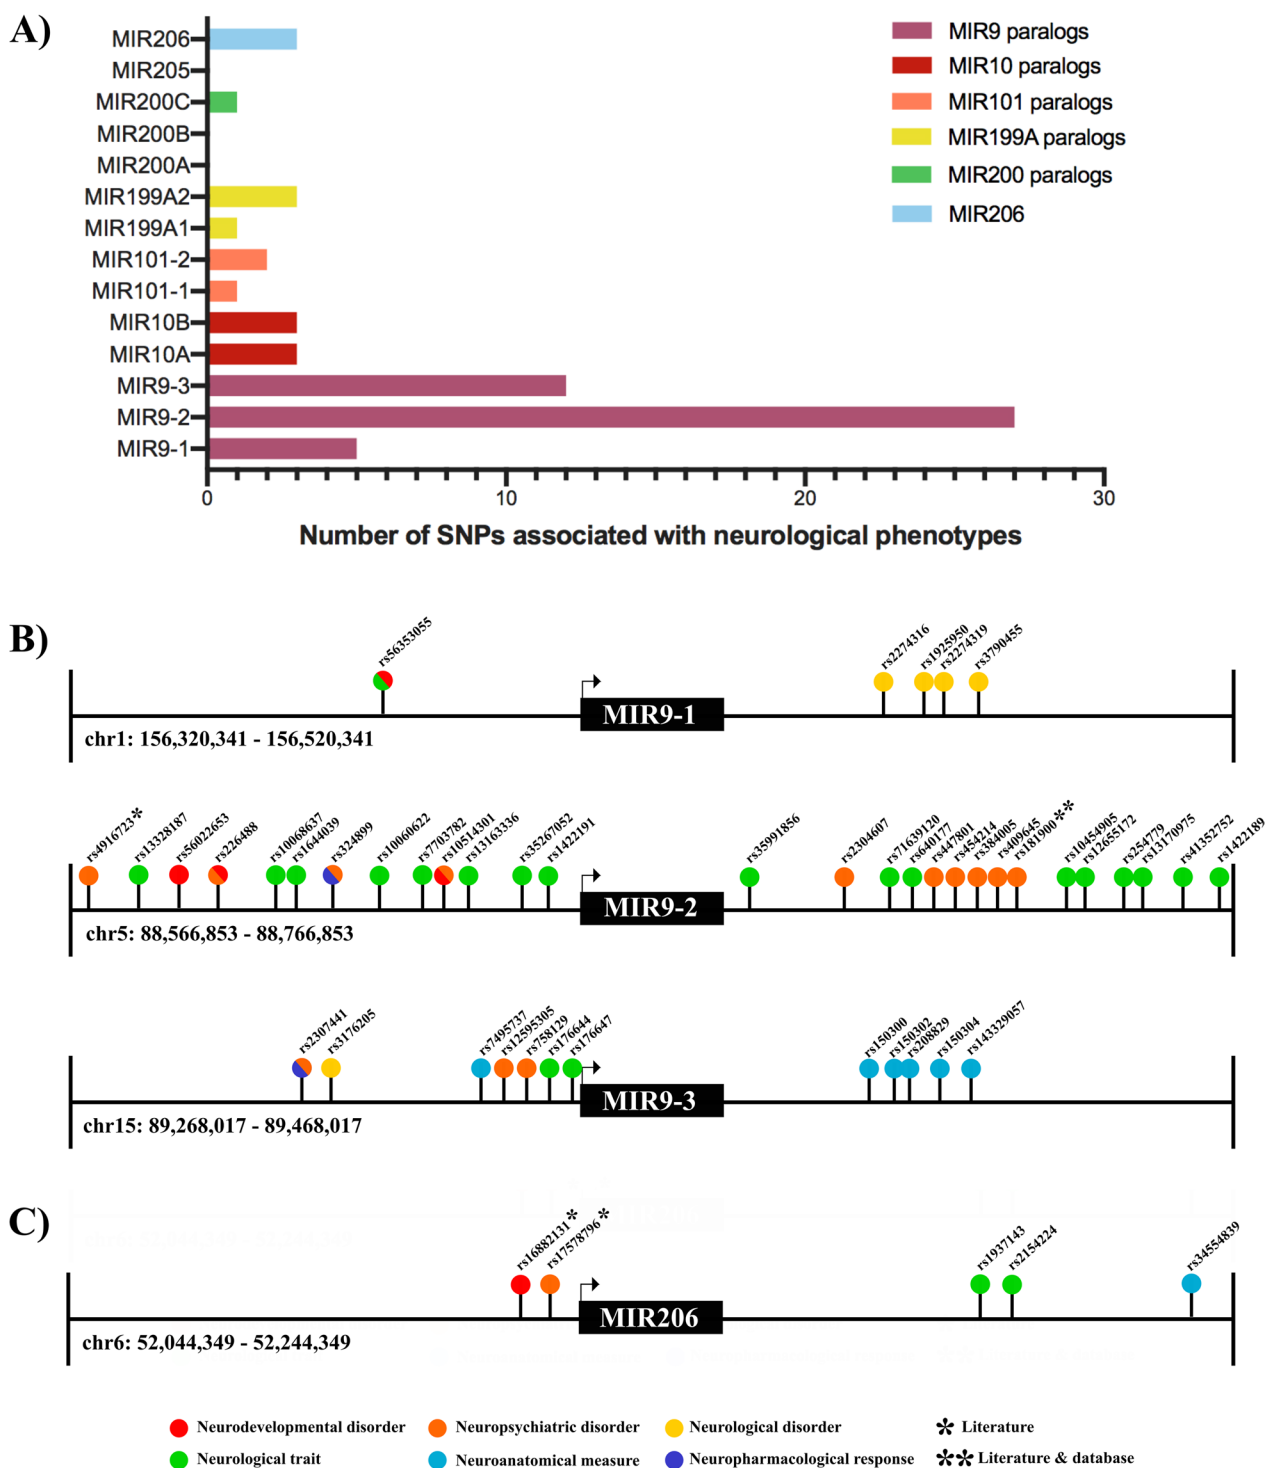 A)
MIR206
MIR205
MIR200C
MIR200B
MIR200A
MIR199A2
MIR199A1
MIR101-2
MIR101-1
MIR10B
MIR10A
MIR9-3
MIR9-2
MIR9-1
0 10 20 30
Number of SNPs associated with neurological phenotypes
MIR9 paralogs
MIR10 paralogs
MIR101 paralogs
MIR199A paralogs
MIR200 paralogs
MIR206
B)
rs56353055
rs2274316
rs1925950
rs2274319
rs3790455
MIR9-1
chr1: 156,320,341 - 156,520,341
rs4916723*
rs13328187
rs56022653
rs226488
rs10068637
rs1644039
rs324899
rs10060622
rs7703782
rs10514301
rs13163336
rs35267052
rs1422191
rs35991856
rs2304607
rs71639120
rs640177
rs447801
rs454214
rs384005
rs409645
rs181900**
rs10454905
rs12655172
rs254779
rs13170975
rs41352752
rs1422189
MIR9-2
chr5: 88,566,853 - 88,766,853
rs2307441
rs3176205
rs7495737
rs12595305
rs758129
rs176644
rs176647
rs150300
rs150302
rs208829
rs150304
rs143329057
MIR9-3
chr15: 89,268,017 - 89,468,017
C)
rs16882131*
rs17578796*
rs1937143
rs2154224
rs34554839
MIR206
chr6: 52,044,349 - 52,244,349
Neurodevelopmental disorder
Neuropsychiatric disorder
Neurological disorder
* Literature
Neurological trait
Neuroanatomical measure
Neuropharmacological response
** Literature & database